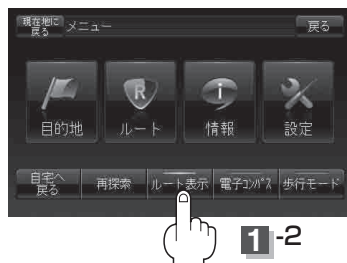 現在地に
戻る
メニュー
戻る
目的地
R
ルート
i
情報
設定
自宅へ
戻る
再探索
ルート表示
電子ｺﾝﾊﾟｽ
歩行モード
1-2